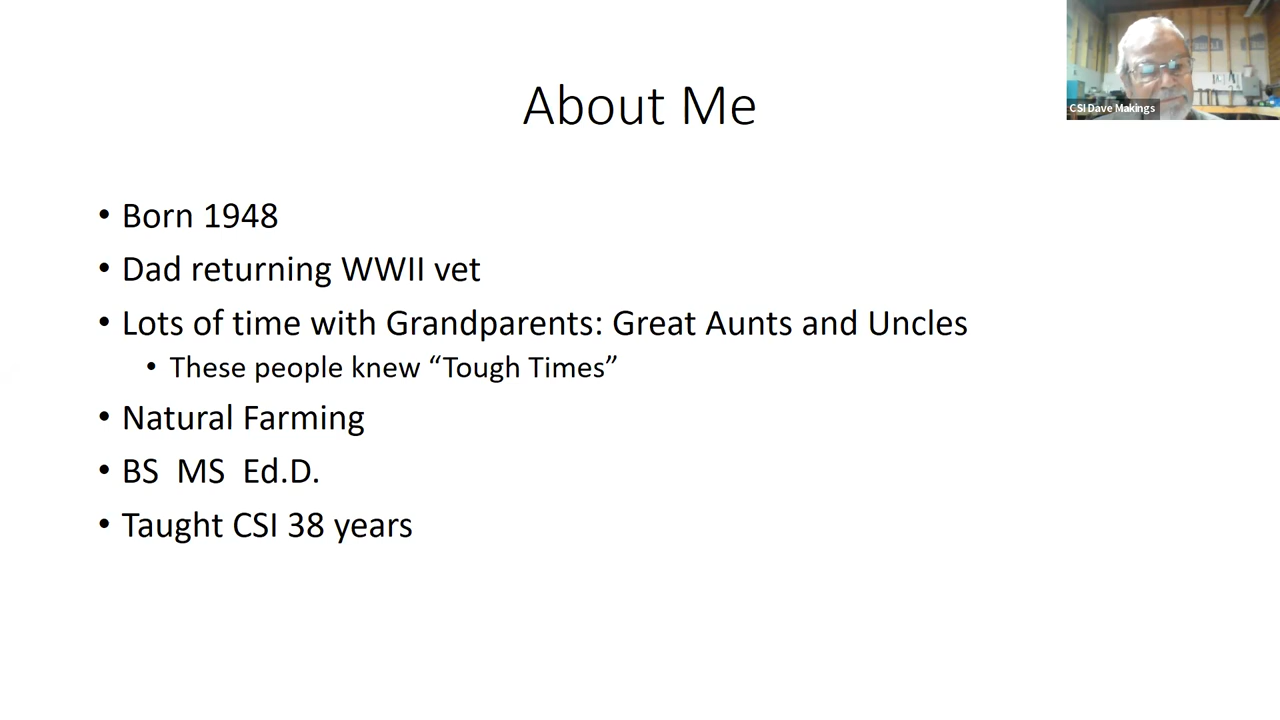 CSI Dave Makings
About Me
• Born 1948
• Dad returning WWII vet
• Lots of time with Grandparents: Great Aunts and Uncles
• These people knew “Tough Times”
• Natural Farming
• BS  MS  Ed.D.
• Taught CSI 38 years